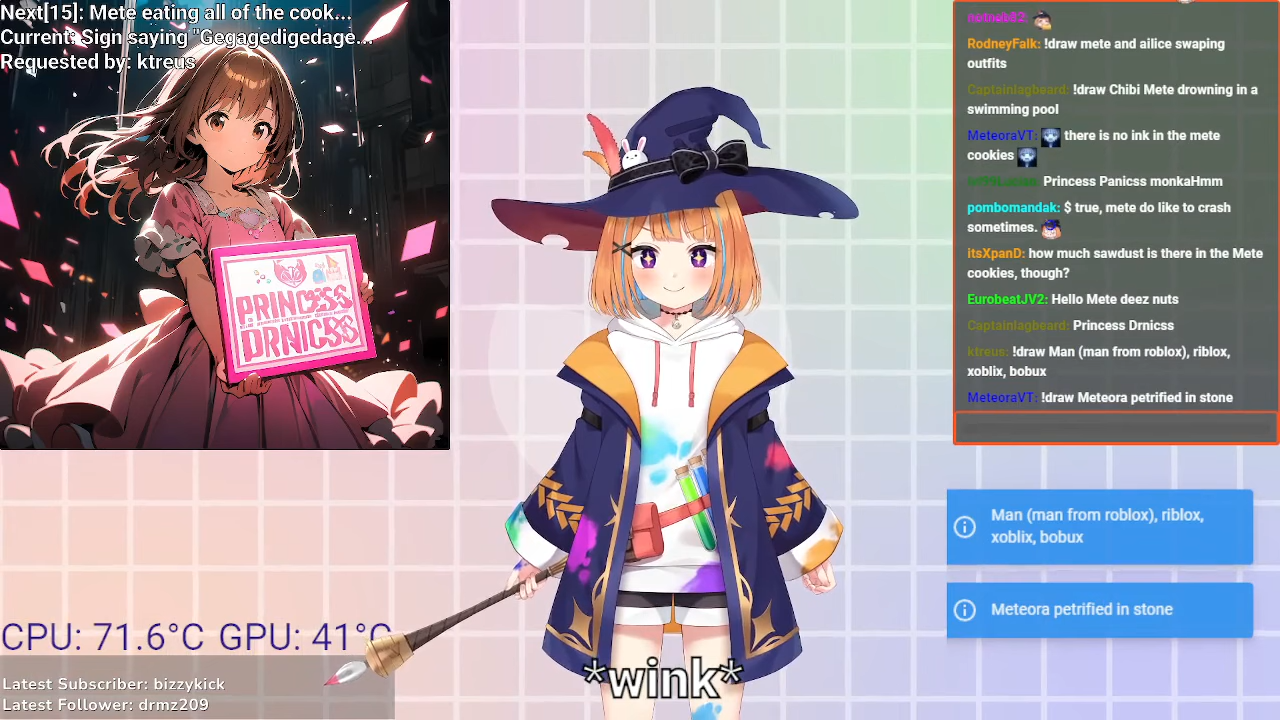 Next[15]: Mete eating all of the cook...
Current: Sign saying "Gegagedigedage...
Requested by: ktreus
PRINCESS
DRNICSS
CPU: 71.6°C GPU: 41°C
Latest Subscriber: bizzykick
Latest Follower: drmz209
*wink*
RodneyFalk: !draw mete and ailice swaping
outfits
Captainlagbeard: !draw Chibi Mete drowning in a
swimming pool
MeteoraVT: there is no ink in the mete
cookies
Princess Panicss monkaHmm
pombomandak: $ true, mete do like to crash
sometimes.
itsXpanD: how much sawdust is there in the Mete
cookies, though?
EurobeatJV2: Hello Mete deez nuts
Captainlagbeard: Princess Drnicss
ktreus: !draw Man (man from roblox), riblox,
xoblix, bobux
MeteoraVT: !draw Meteora petrified in stone
Man (man from roblox), riblox,
xoblix, bobux
Meteora petrified in stone